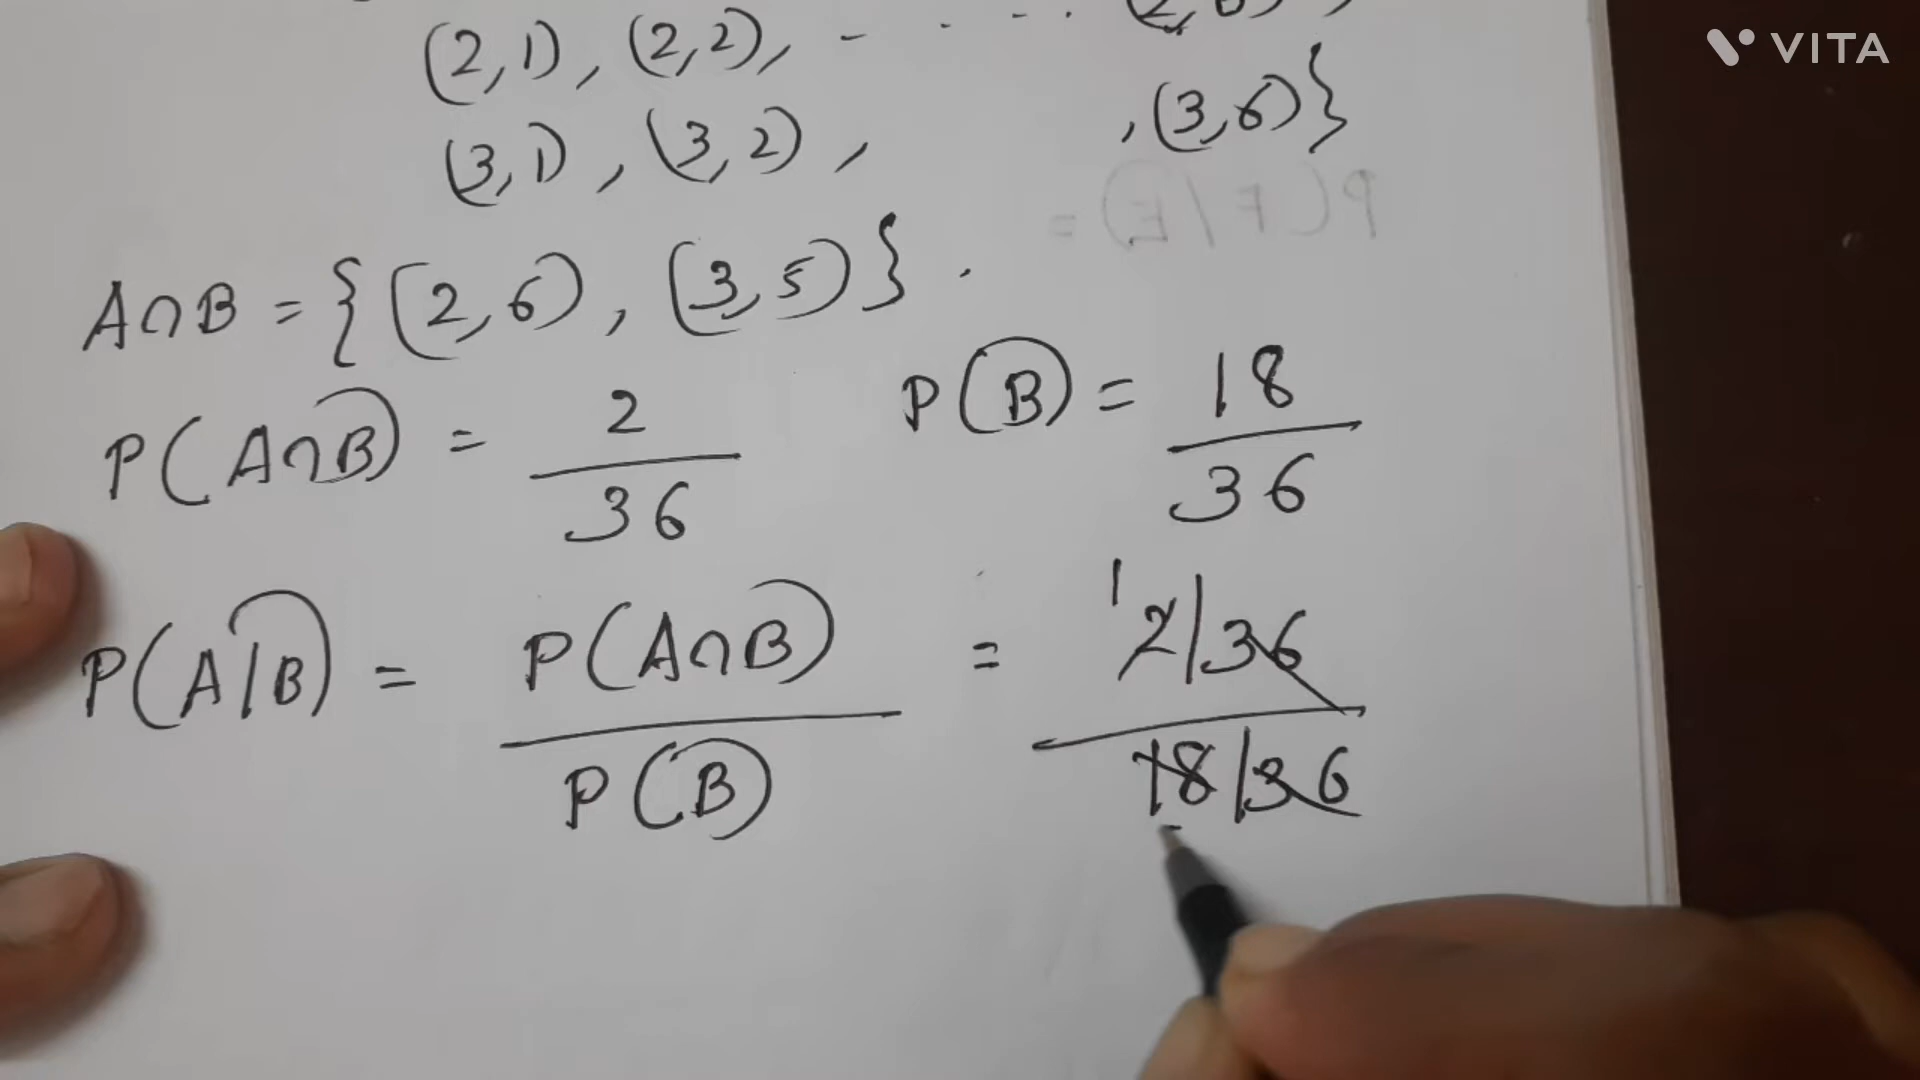 (2,1), (2,2), - - - .
VITA
(3,1), (3,2), , (3,6)}
P(F/E) =
A∩B = {(2,6), (3,5)}.
P(A∩B) = 2/36 P(B) = 18/36
P(A|B) = P(A∩B)/P(B) = 1 2/36 / 18/36